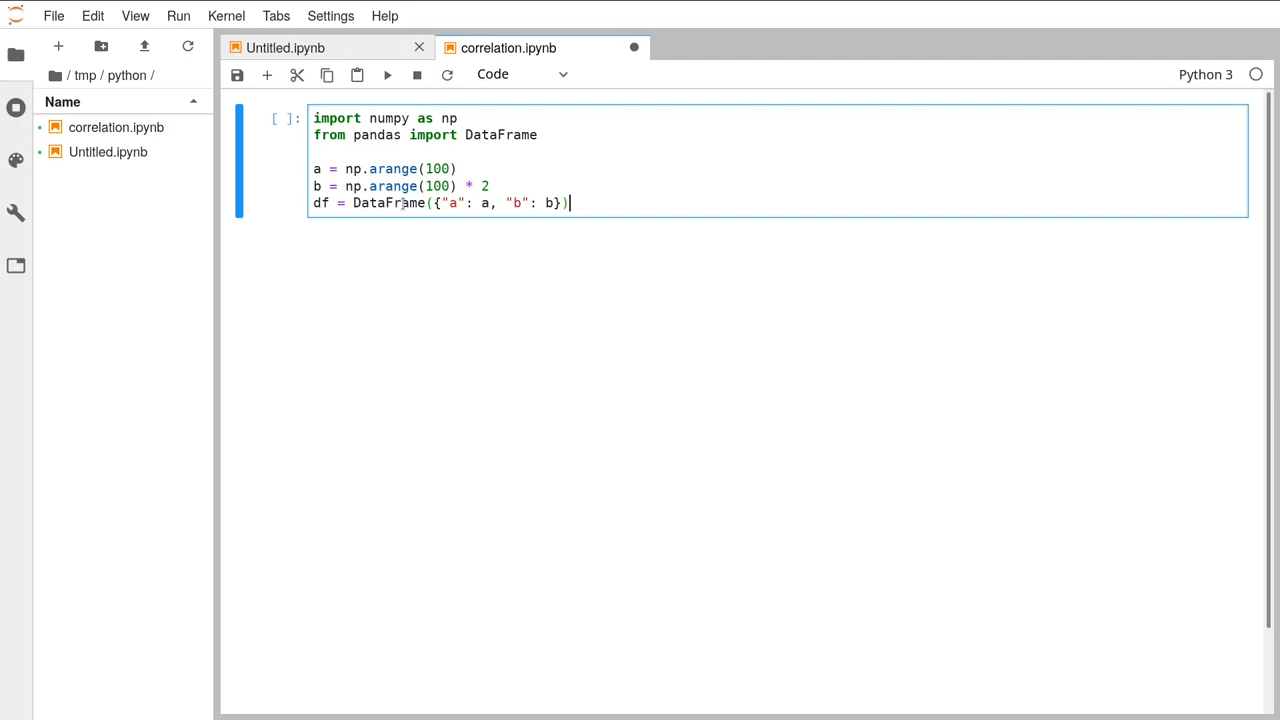 File Edit View Run Kernel Tabs Settings Help
Untitled.ipynb
correlation.ipynb
/ tmp / python /
Code
Python 3
Name
correlation.ipynb
Untitled.ipynb
[ ]:
import numpy as np
from pandas import DataFrame
a = np.arange(100)
b = np.arange(100) * 2
df = DataFrame({"a": a, "b": b})